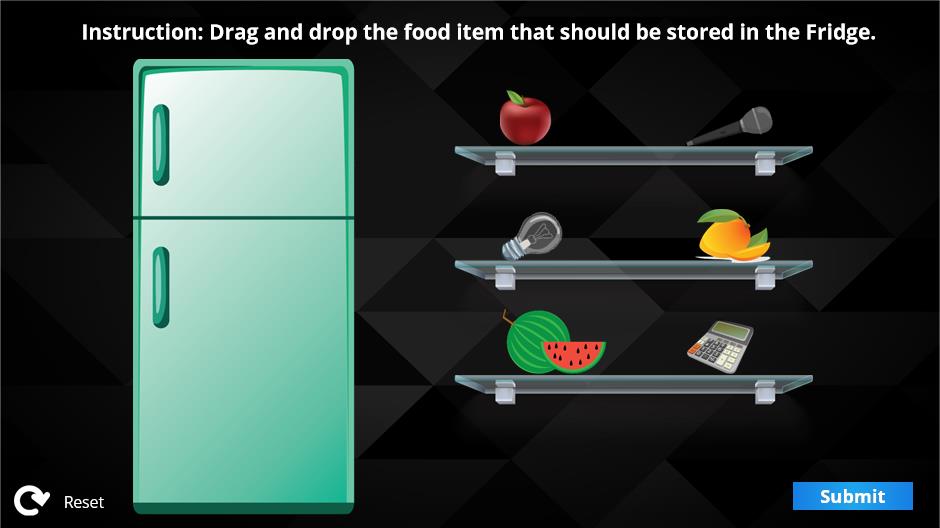 Instruction: Drag and drop the food item that should be stored in the Fridge.
Reset
Submit